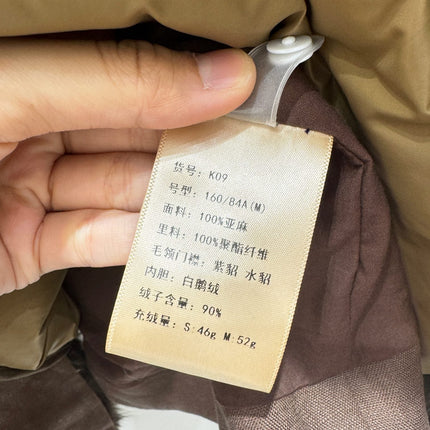 货号: K09
号型: 160/84A(M)
面料: 100%亚麻
里料: 100%聚酯纤维
毛领门襟: 紫貂 水貂
内胆: 白鹅绒
绒子含量: 90%
充绒量: S:46g M:52g